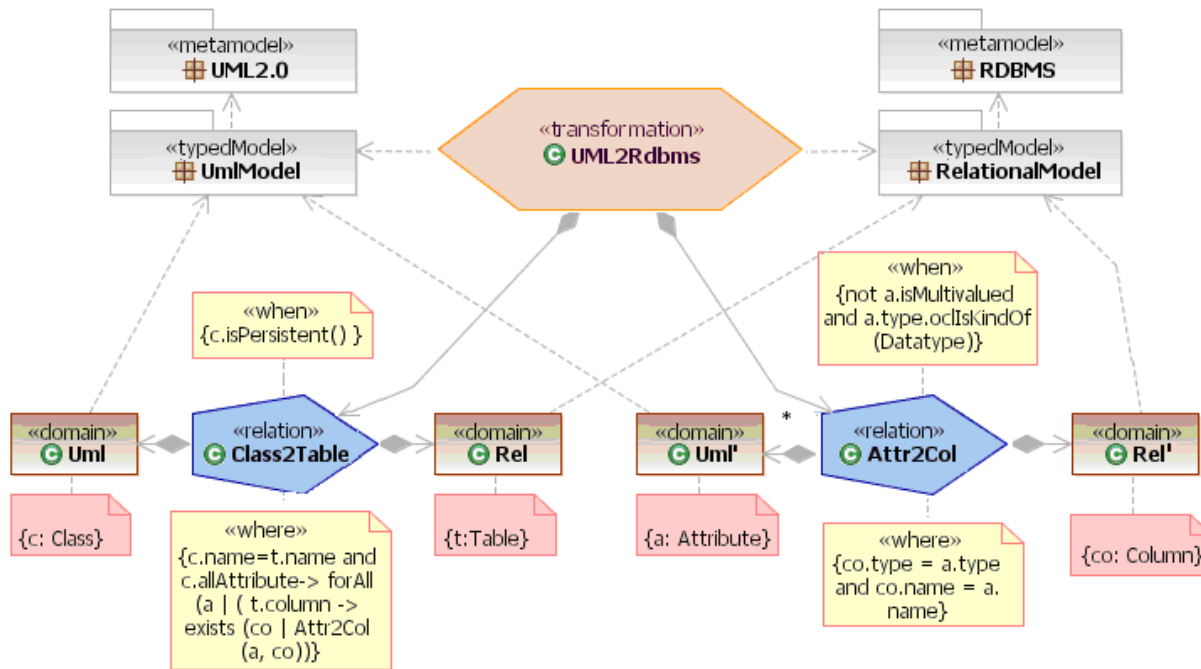 «metamodel»
UML2.0
«metamodel»
RDBMS
«transformation»
UML2Rdbms
«typedModel»
UmlModel
«typedModel»
RelationalModel
«when»
{c.isPersistent() }
«when»
{not a.isMultivalued
and a.type.oclIsKindOf
(Datatype)}
«domain»
Uml
«relation»
Class2Table
«domain»
Rel
*
«domain»
Uml'
«relation»
Attr2Col
«domain»
Rel'
{c: Class}
«where»
{c.name=t.name and
c.allAttribute-> forAll
(a | ( t.column ->
exists (co | Attr2Col
(a, co))}
{t:Table}
{a: Attribute}
«where»
{co.type = a.type
and co.name = a.
name}
{co: Column}